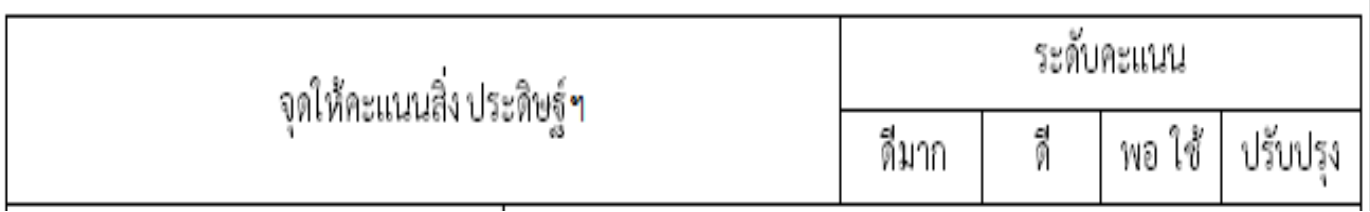 จุดให้คะแนนสิ่ง ประดิษฐ์ฯ
ระดับคะแนน
ดีมาก ดี พอ ใช้ ปรับปรุง